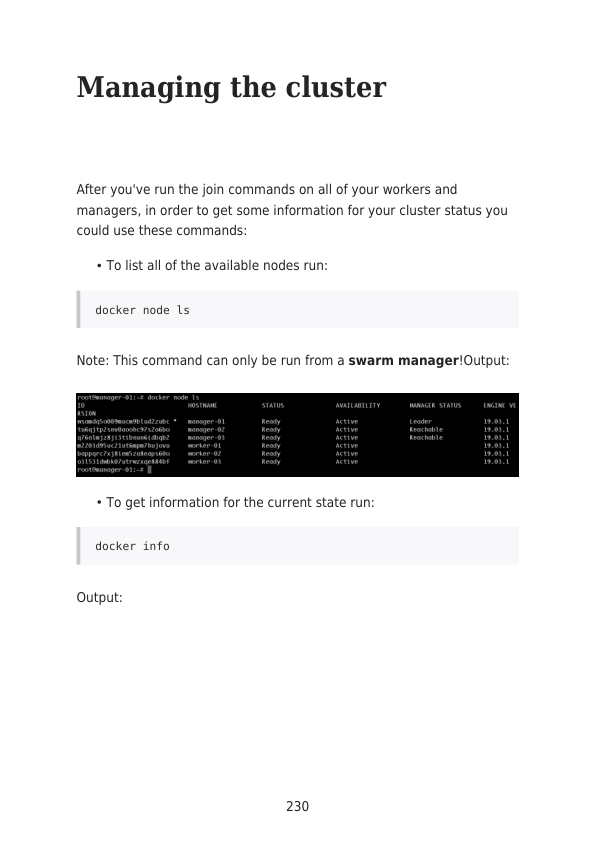 Managing the cluster
After you've run the join commands on all of your workers and
managers, in order to get some information for your cluster status you
could use these commands:
• To list all of the available nodes run:
docker node ls
Note: This command can only be run from a swarm manager!Output:
root@manager-01:~# docker node ls
ID HOSTNAME STATUS AVAILABILITY MANAGER STATUS ENGINE VE
RSION
manager-01 Ready Active Leader 19.03.1
manager-02 Ready Active Reachable 19.03.1
manager-03 Ready Active Reachable 19.03.1
worker-01 Ready Active 19.03.1
worker-02 Ready Active 19.03.1
worker-03 Ready Active 19.03.1
root@manager-01:~#
• To get information for the current state run:
docker info
Output:
230